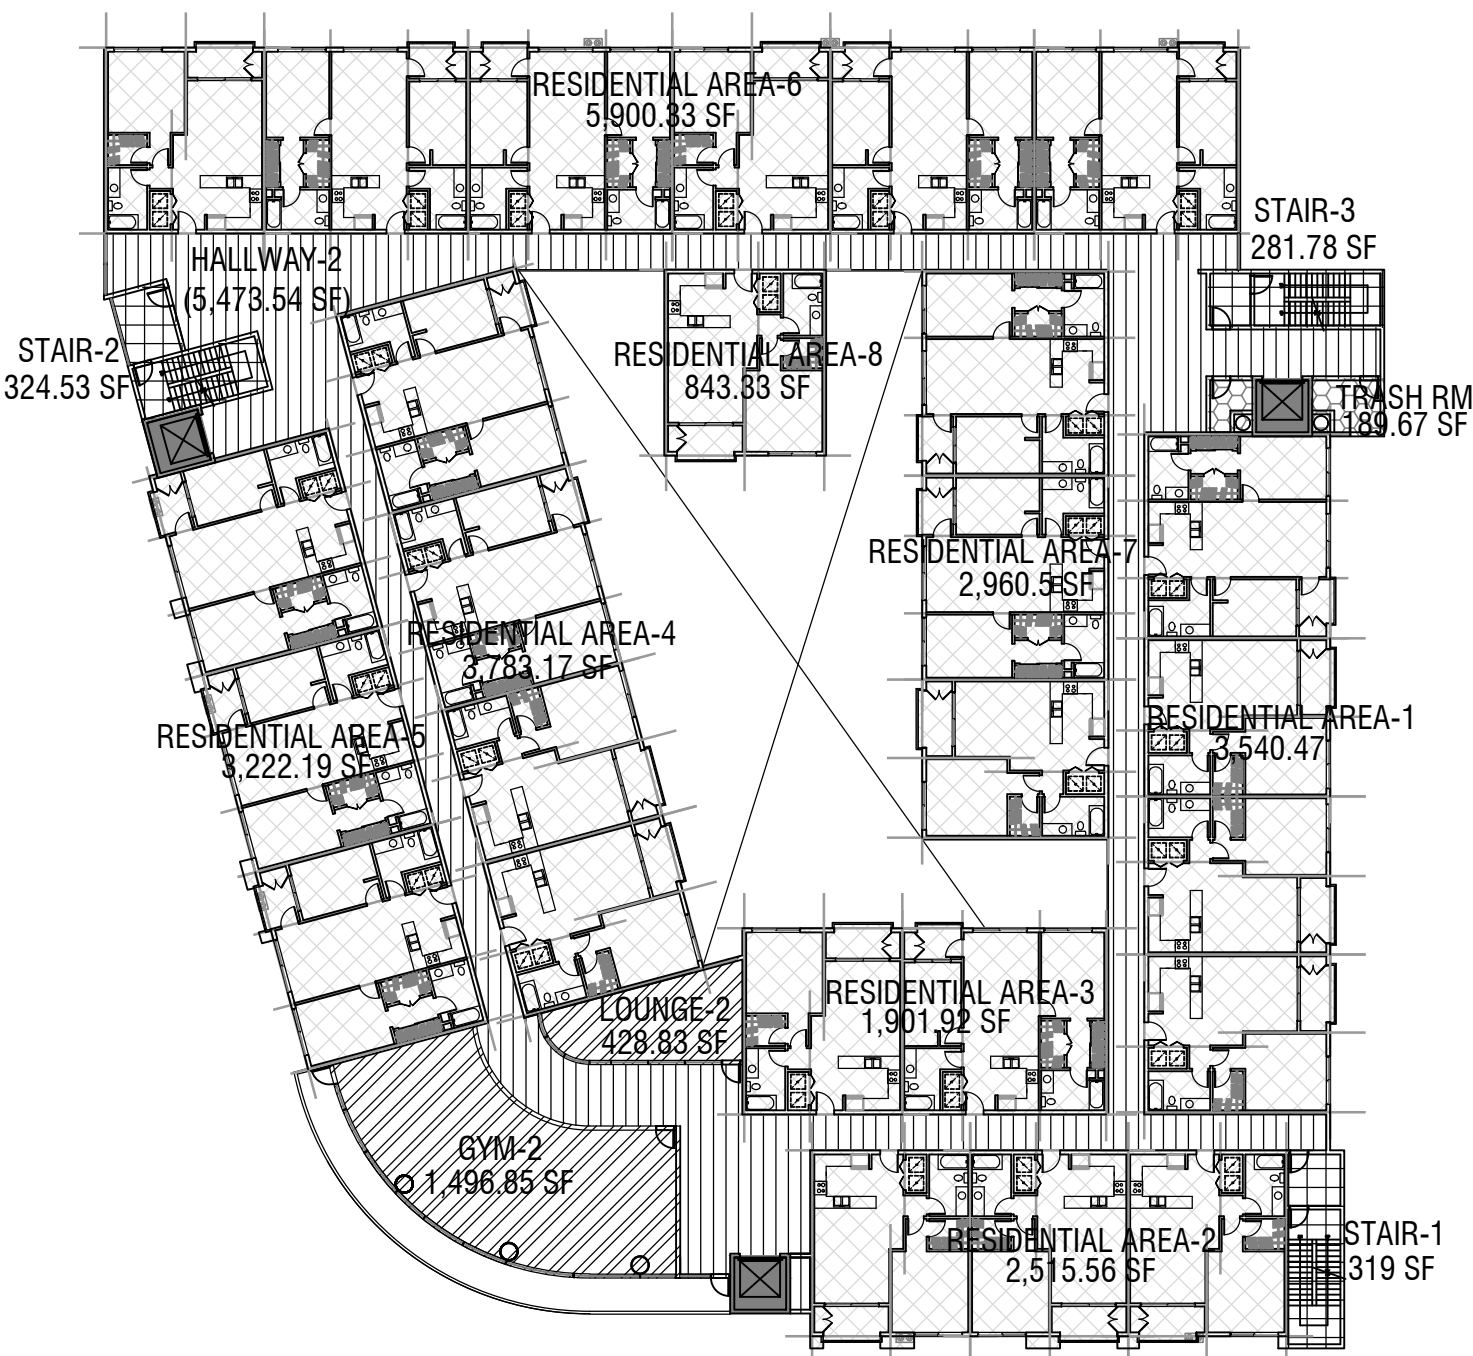 RESIDENTIAL AREA-6
5,900.33 SF
STAIR-3
281.78 SF
HALLWAY-2
(5,473.54 SF)
STAIR-2
324.53 SF
RESIDENTIAL AREA-8
843.33 SF
TRASH RM
189.67 SF
RESIDENTIAL AREA-7
2,960.5 SF
RESIDENTIAL AREA-4
3,783.17 SF
RESIDENTIAL AREA-5
3,222.19 SF
RESIDENTIAL AREA-1
3,540.47
RESIDENTIAL AREA-3
1,901.92 SF
LOUNGE-2
428.83 SF
GYM-2
1,496.85 SF
RESIDENTIAL AREA-2
2,515.56 SF
STAIR-1
319 SF